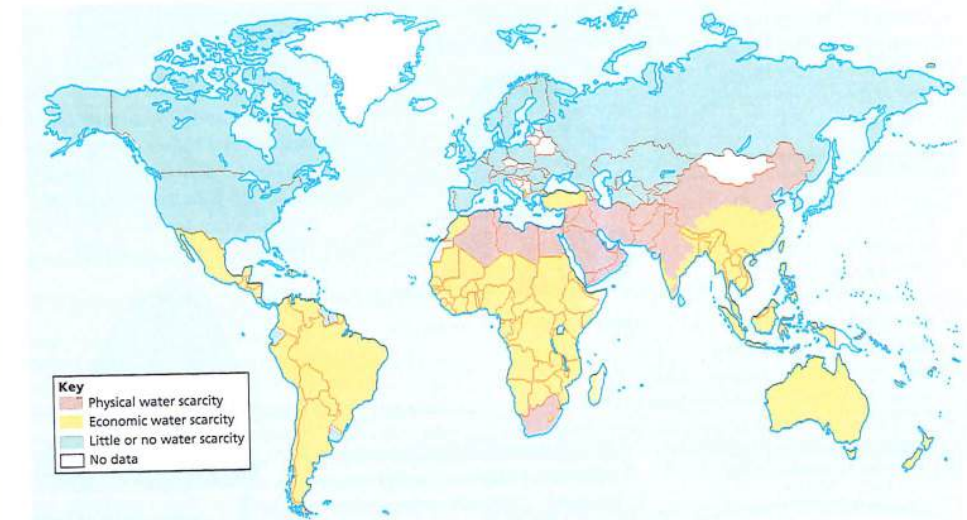 Key
Physical water scarcity
Economic water scarcity
Little or no water scarcity
No data